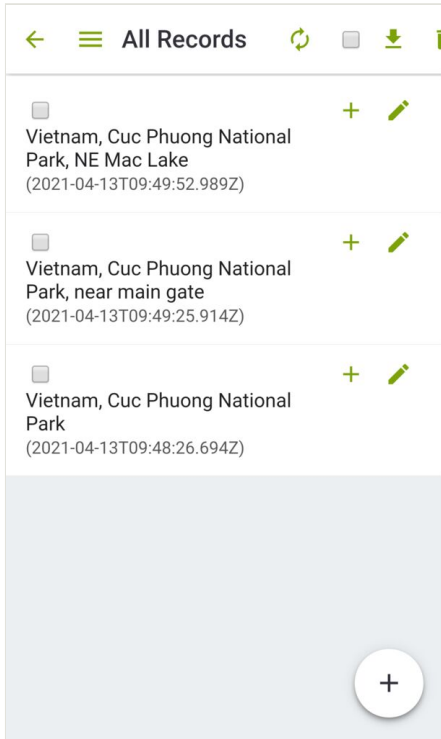 All Records
Vietnam, Cuc Phuong National
Park, NE Mac Lake
(2021-04-13T09:49:52.989Z)
Vietnam, Cuc Phuong National
Park, near main gate
(2021-04-13T09:49:25.914Z)
Vietnam, Cuc Phuong National
Park
(2021-04-13T09:48:26.694Z)